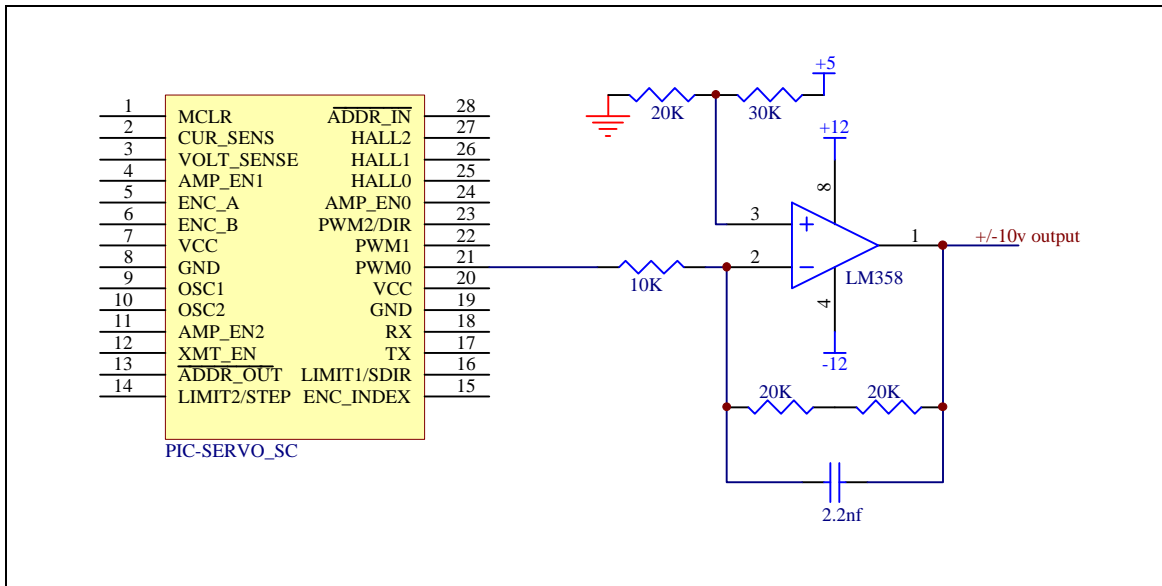 +5
20K
30K
+12
8
3
2
1
+/-10v output
LM358
4
-12
10K
20K
20K
2.2nf
1 MCLR
2 CUR_SENS
3 VOLT_SENSE
4 AMP_EN1
5 ENC_A
6 ENC_B
7 VCC
8 GND
9 OSC1
10 OSC2
11 AMP_EN2
12 XMT_EN
13 ADDR_OUT
14 LIMIT2/STEP
ADDR_IN 28
HALL2 27
HALL1 26
HALL0 25
AMP_EN0 24
PWM2/DIR 23
PWM1 22
PWM0 21
VCC 20
GND 19
RX 18
TX 17
LIMIT1/SDIR 16
ENC_INDEX 15
PIC-SERVO_SC